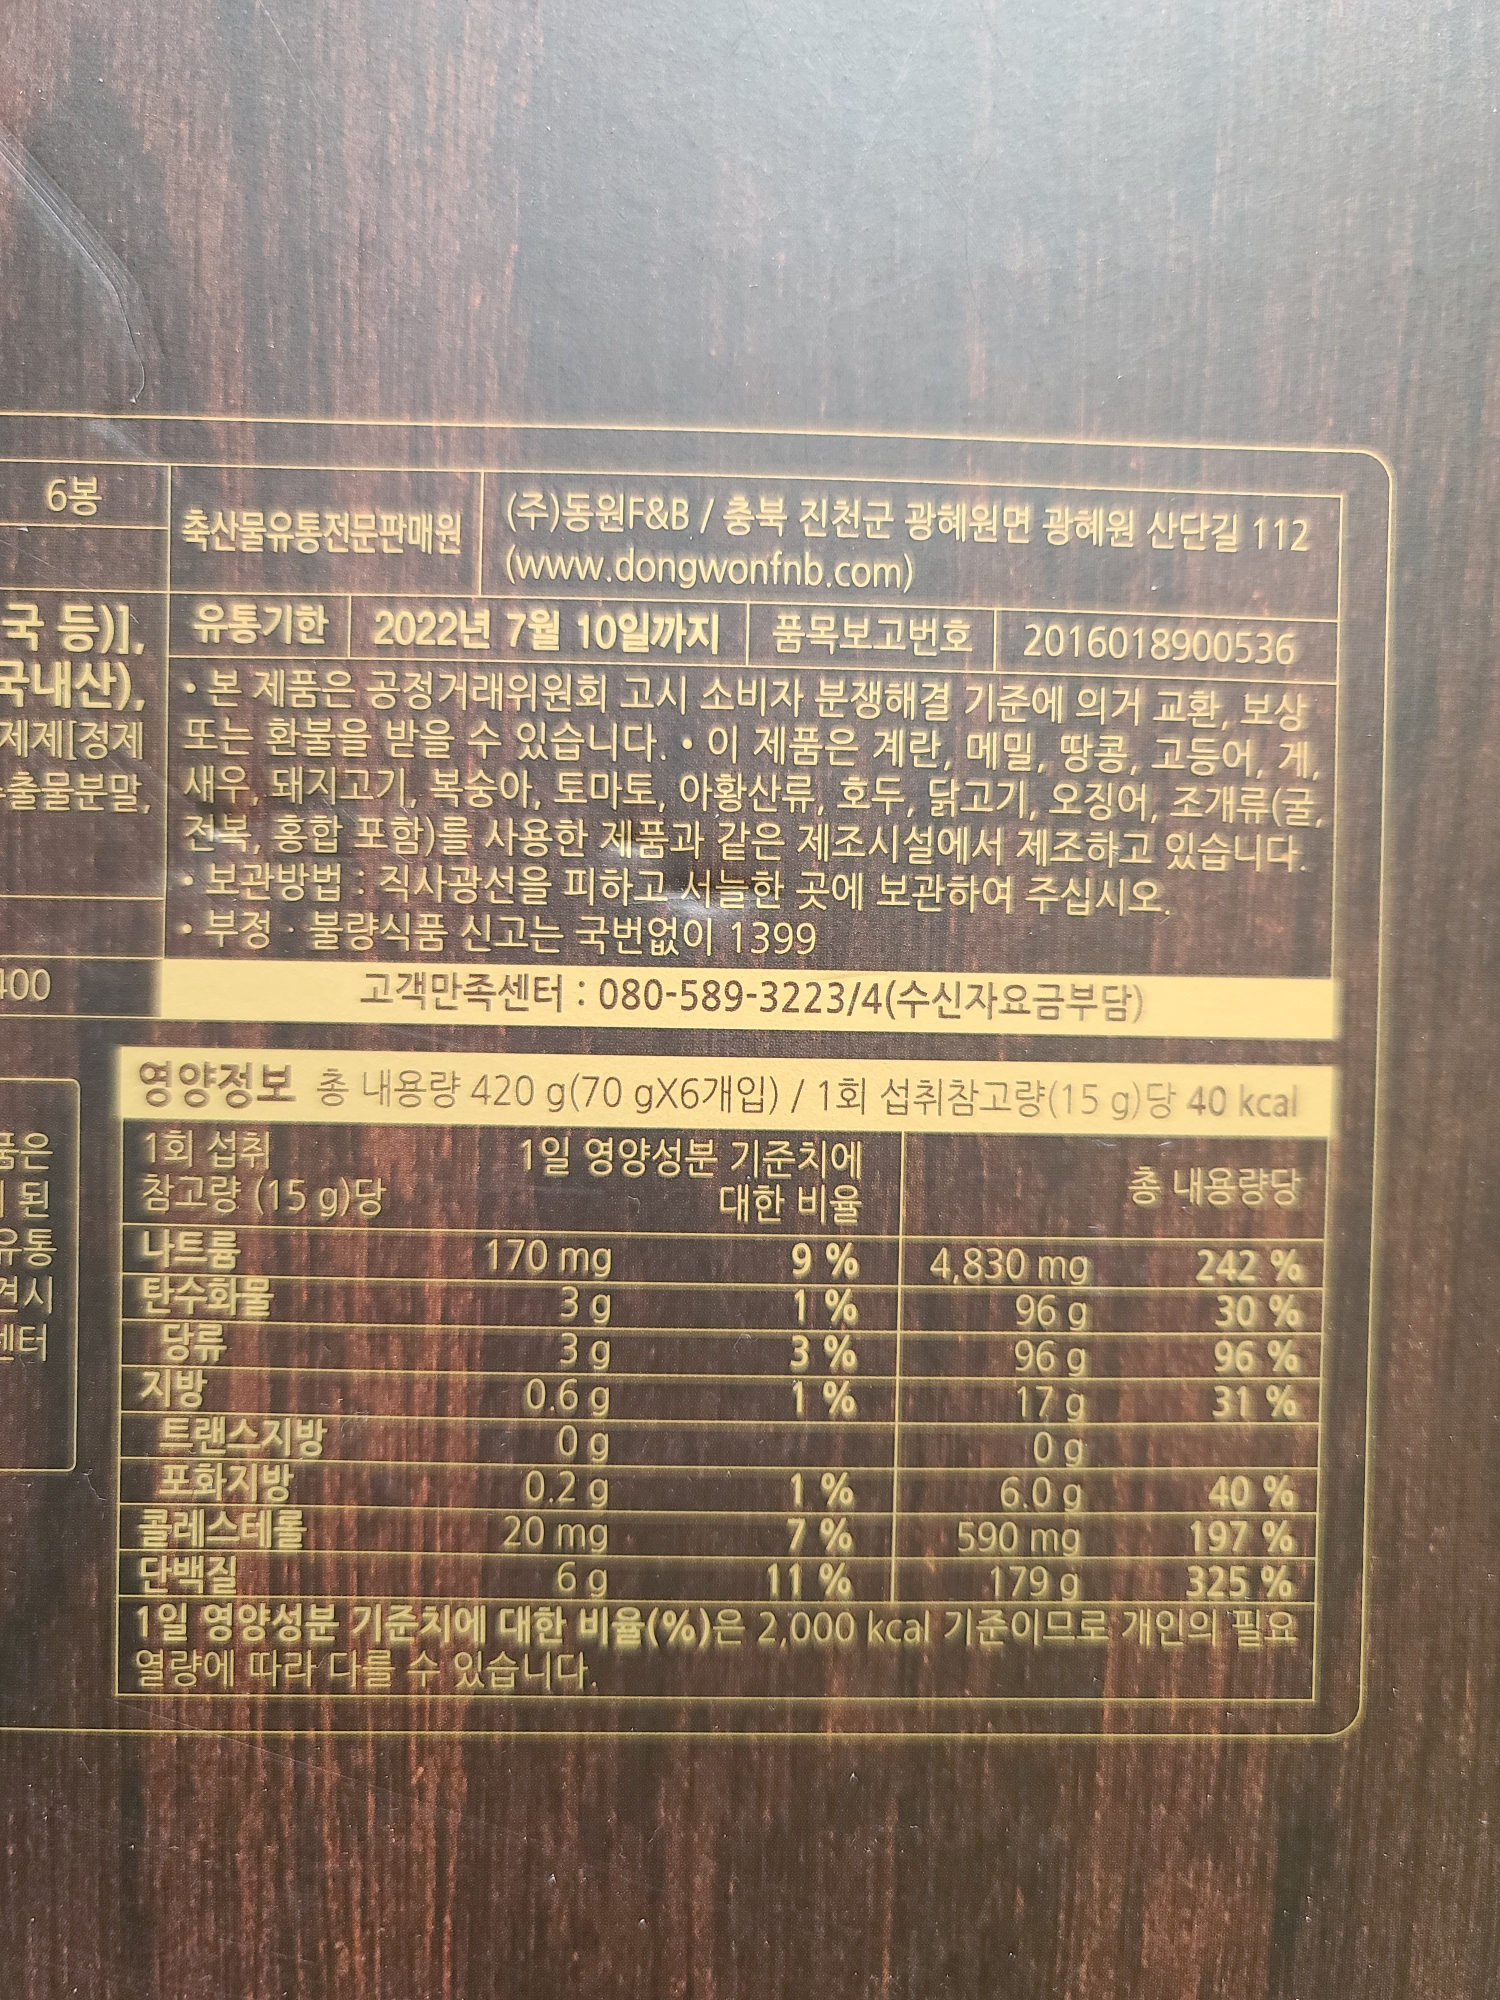 6봉
국 등)],
국내산),
제제[정제
출물분말,
400
품은
된
유통
견시
센터
축산물유통전문판매원
(주)동원F&B / 충북 진천군 광혜원면 광혜원 산단길 112
(www.dongwonfnb.com)
유통기한 2022년 7월 10일까지 품목보고번호 2016018900536
• 본 제품은 공정거래위원회 고시 소비자 분쟁해결 기준에 의거 교환, 보상
또는 환불을 받을 수 있습니다. • 이 제품은 계란, 메밀, 땅콩, 고등어, 게,
새우, 돼지고기, 복숭아, 토마토, 아황산류, 호두, 닭고기, 오징어, 조개류(굴,
전복, 홍합 포함)를 사용한 제품과 같은 제조시설에서 제조하고 있습니다.
• 보관방법 : 직사광선을 피하고 서늘한 곳에 보관하여 주십시오.
• 부정 · 불량식품 신고는 국번없이 1399
고객만족센터 : 080-589-3223/4(수신자요금부담)
영양정보 총 내용량 420 g(70 gX6개입) / 1회 섭취참고량(15 g)당 40 kcal
1회 섭취
참고량 (15 g)당
1일 영양성분 기준치에
대한 비율
총 내용량당
나트륨 170 mg 9 % 4,830 mg 242 %
탄수화물 3 g 1 % 96 g 30 %
당류 3 g 3 % 96 g 96 %
지방 0.6 g 1 % 17 g 31 %
트랜스지방 0 g 0 g
포화지방 0.2 g 1 % 6.0 g 40 %
콜레스테롤 20 mg 7 % 590 mg 197 %
단백질 6 g 11 % 179 g 325 %
1일 영양성분 기준치에 대한 비율(%)은 2,000 kcal 기준이므로 개인의 필요
열량에 따라 다를 수 있습니다.